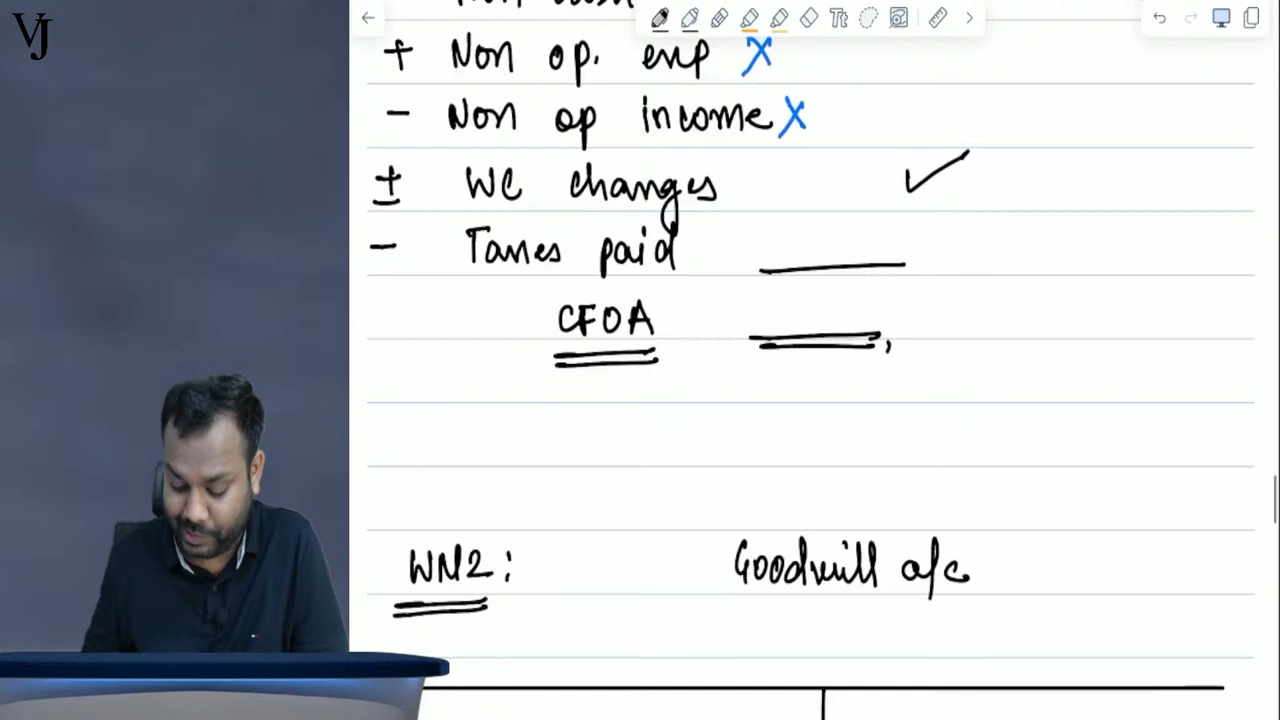 VJ
+ Non op. exp X
- Non op income X
± WC changes ✓
- Taxes paid
CFOA
WN2: Goodwill a/c